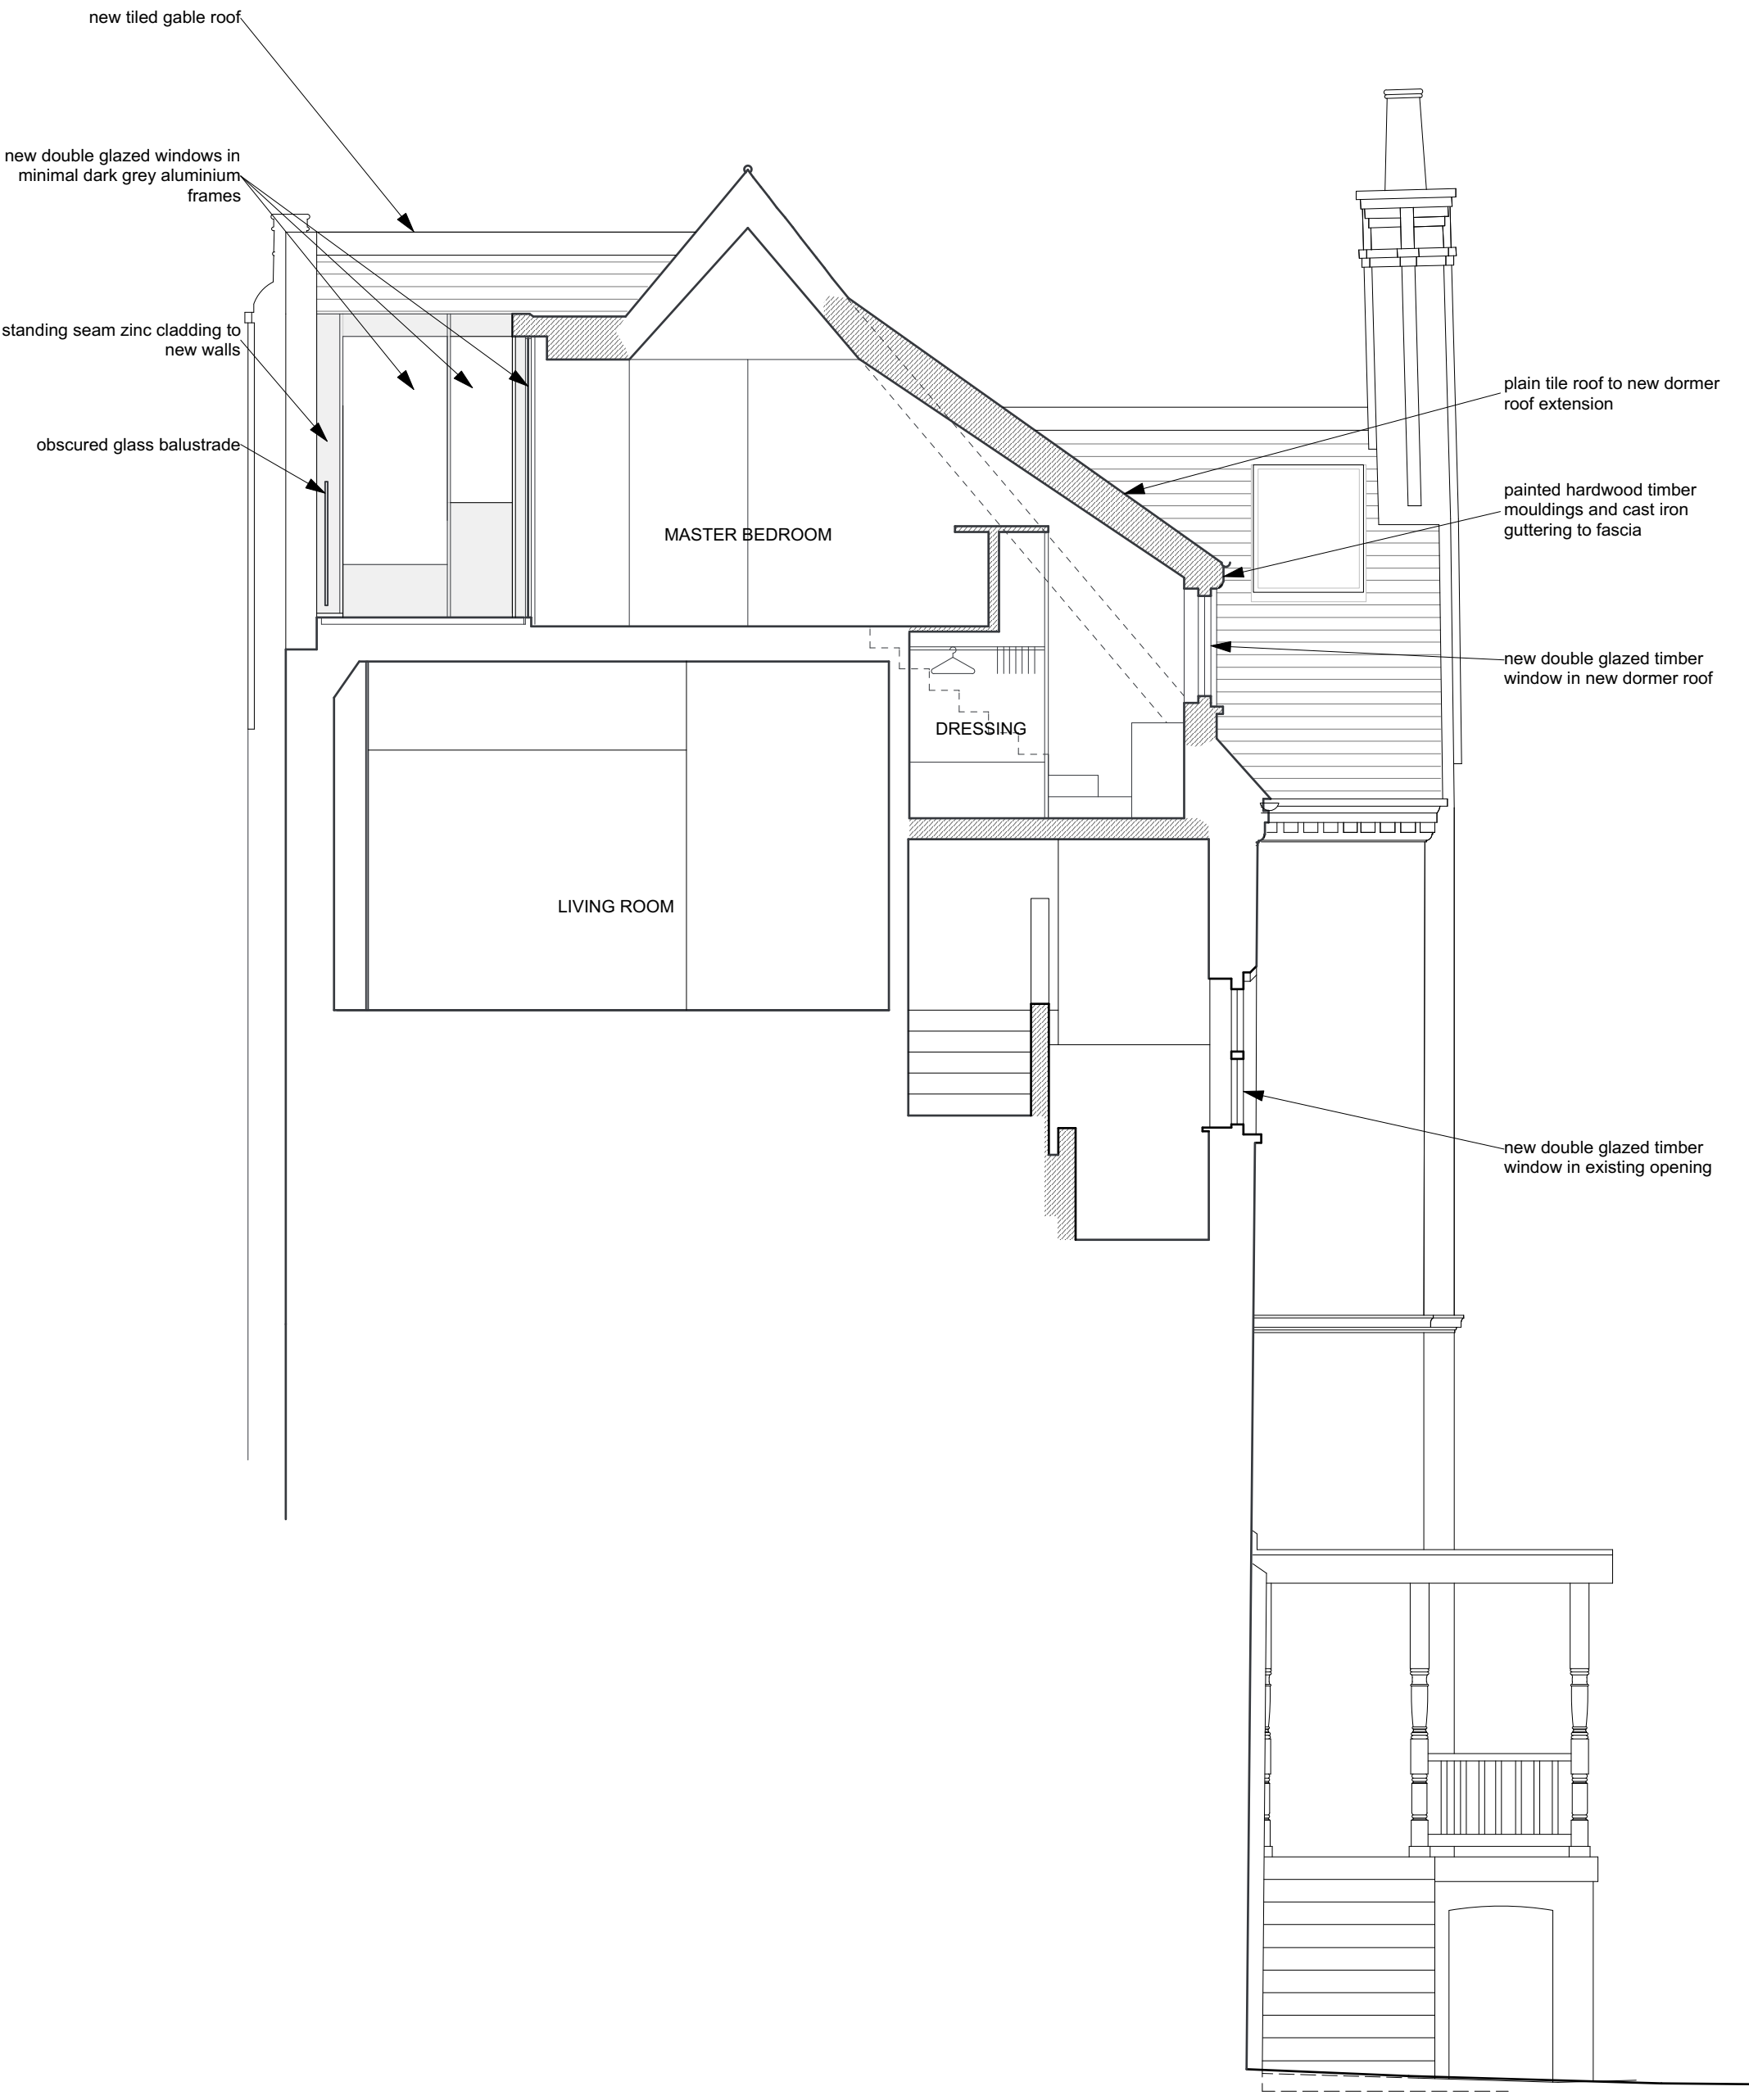 new tiled gable roof
new double glazed windows in
minimal dark grey aluminium
frames
standing seam zinc cladding to
new walls
obscured glass balustrade
plain tile roof to new dormer
roof extension
painted hardwood timber
mouldings and cast iron
guttering to fascia
MASTER BEDROOM
new double glazed timber
window in new dormer roof
DRESSING
LIVING ROOM
new double glazed timber
window in existing opening